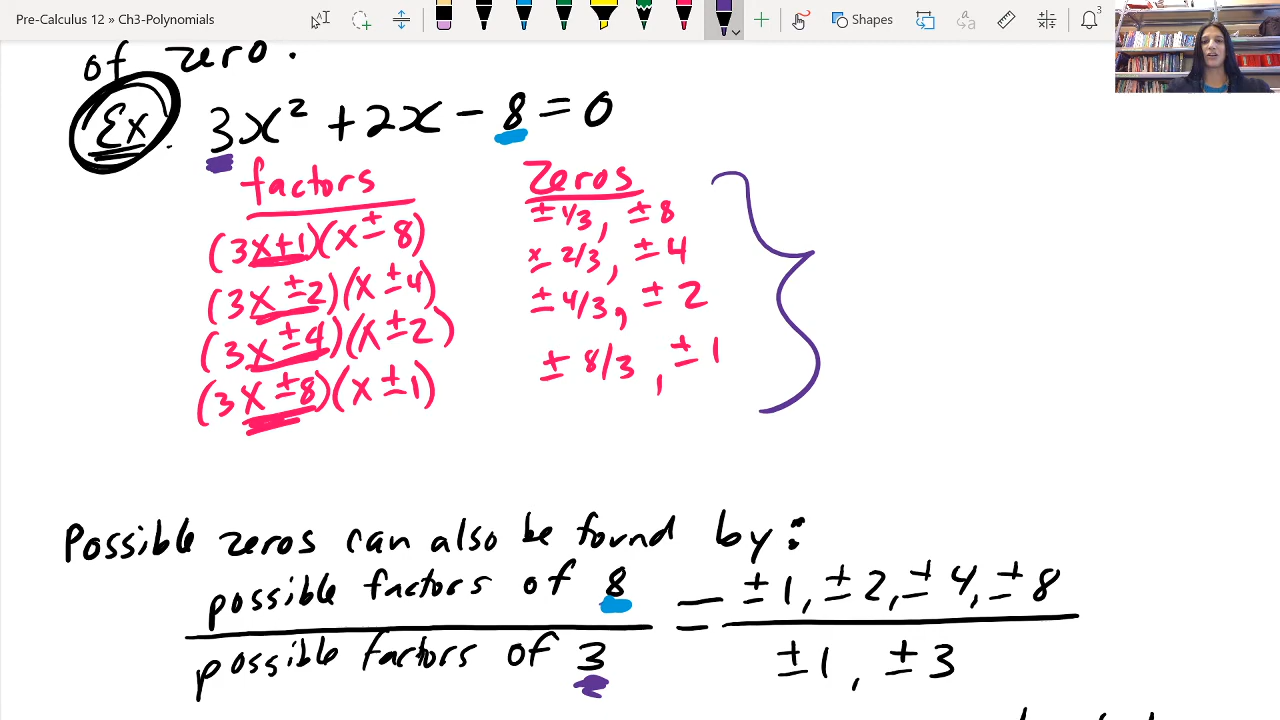 Pre-Calculus 12 » Ch3-Polynomials
Shapes
3
of zero.
Ex. 3x² + 2x - 8 = 0
factors
Zeros
(3x±1)(x±8)
± 1/3, ± 8
(3x±2)(x±4)
± 2/3, ± 4
(3x±4)(x±2)
± 4/3, ± 2
(3x±8)(x±1)
± 8/3, ± 1
Possible zeros can also be found by:
possible factors of 8
possible factors of 3
= ±1, ±2, ±4, ±8
±1, ±3